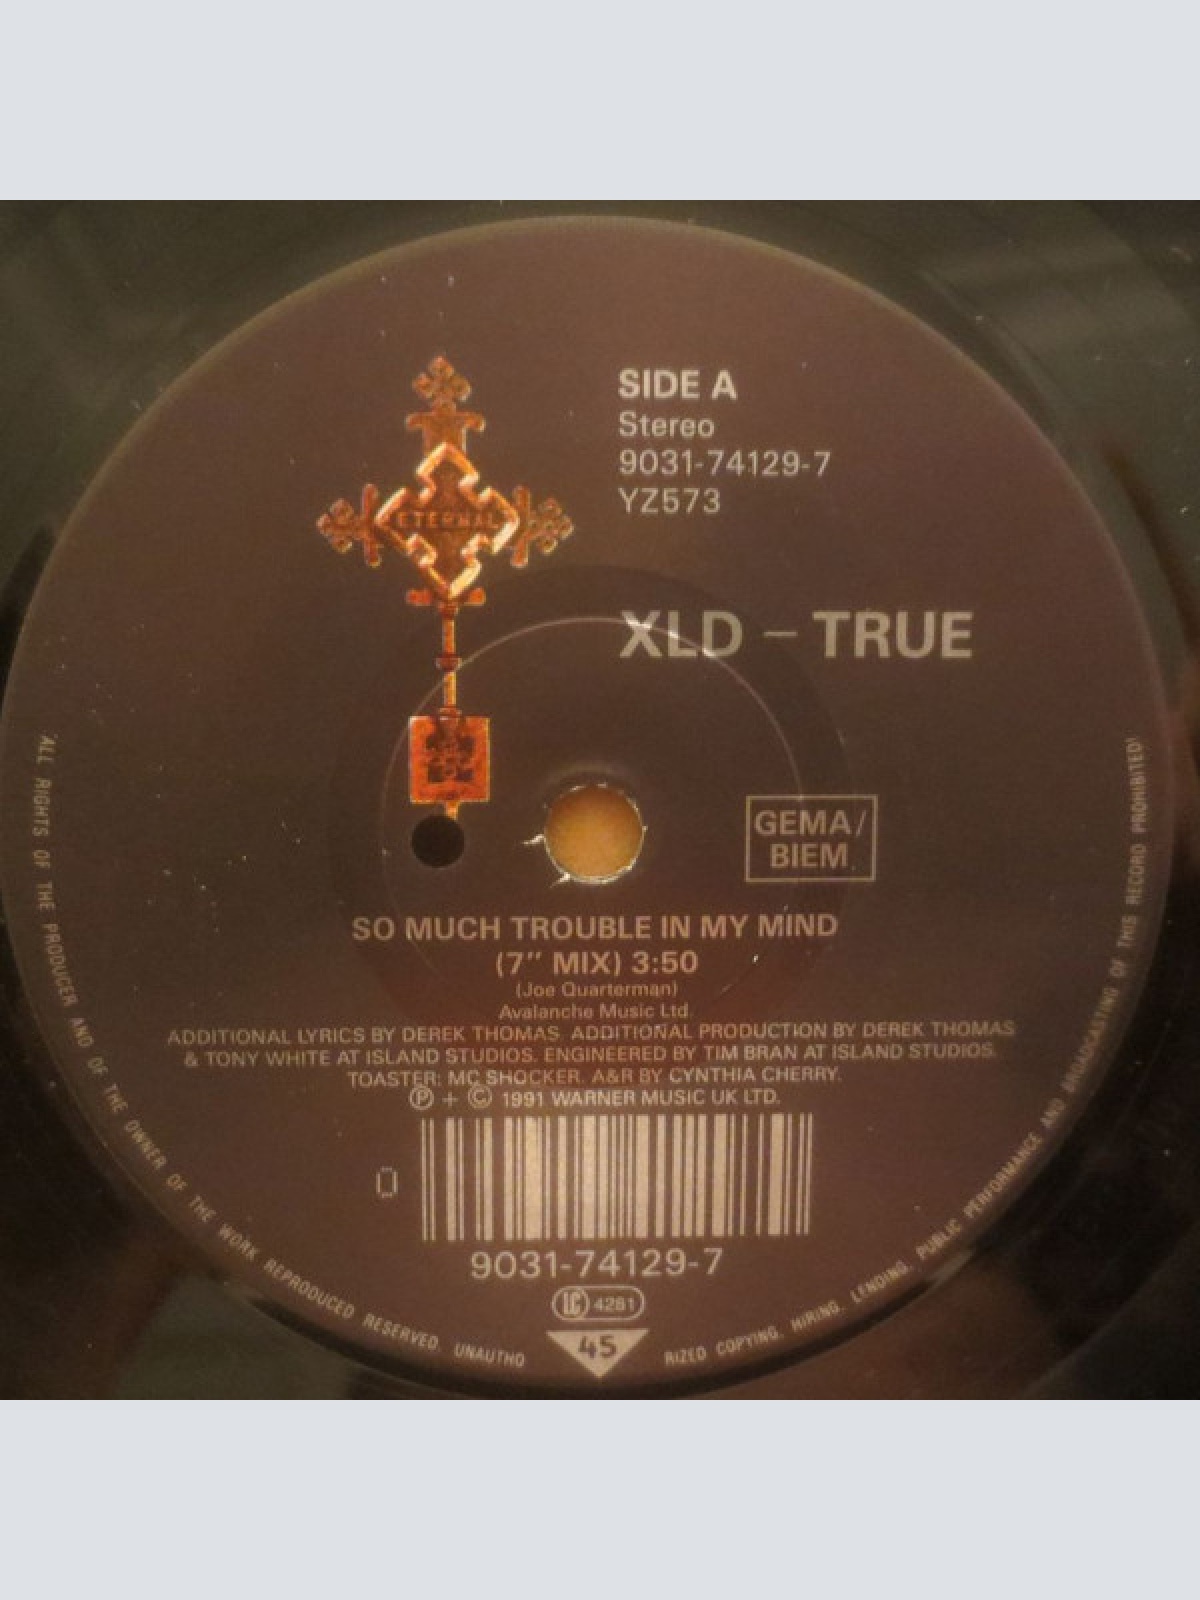 SIDE A
Stereo
9031-74129-7
YZ573
ETERNAL
XLD – TRUE
GEMA/
BIEM
SO MUCH TROUBLE IN MY MIND
(7″ MIX) 3:50
(Joe Quarterman)
Avalanche Music Ltd.
ADDITIONAL LYRICS BY DEREK THOMAS. ADDITIONAL PRODUCTION BY DEREK THOMAS
& TONY WHITE AT ISLAND STUDIOS. ENGINEERED BY TIM BRAN AT ISLAND STUDIOS.
TOASTER: MC SHOCKER. A&R BY CYNTHIA CHERRY.
Ⓟ + © 1991 WARNER MUSIC UK LTD.
9031-74129-7
LC 4281
45
ALL RIGHTS OF THE PRODUCER AND OF THE OWNER OF THE WORK REPRODUCED RESERVED. UNAUTHO
RIZED COPYING, HIRING, LENDING, PUBLIC PERFORMANCE AND BROADCASTING OF THIS RECORD PROHIBITED!